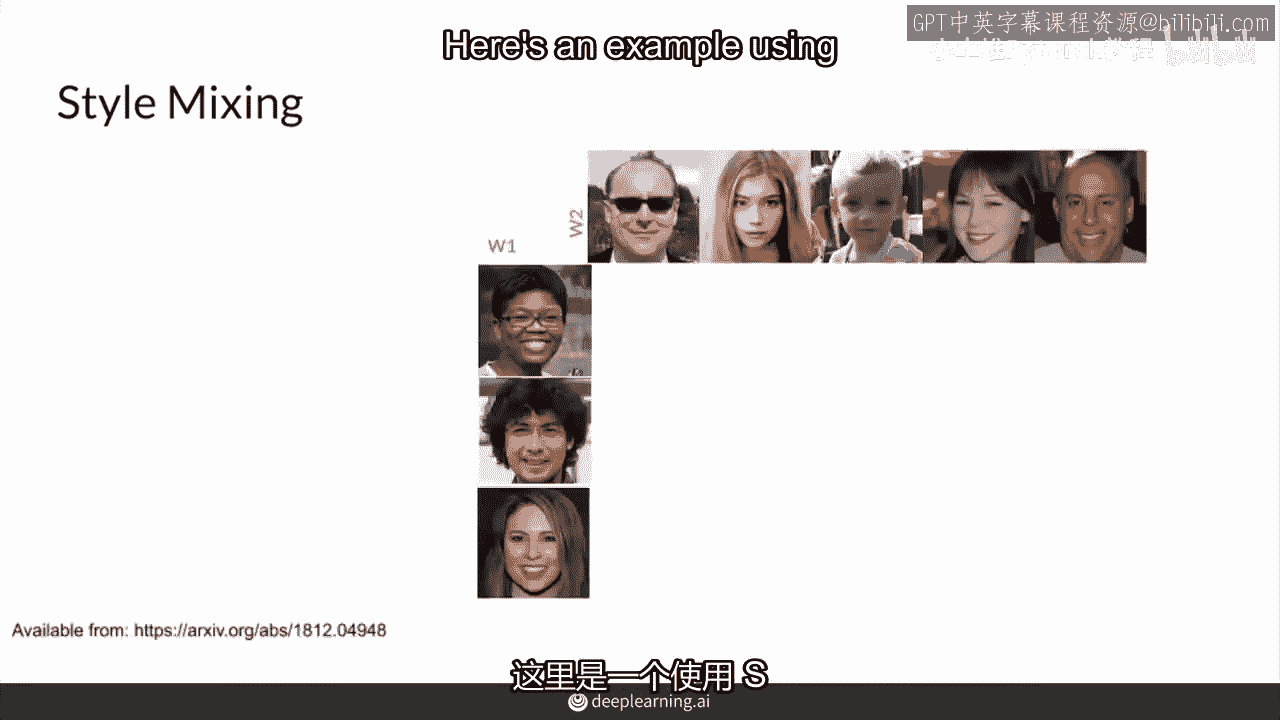 GPT中英字幕课程资源@bilibili.com
Here's an example using
Style Mixing
W2
W1
Available from: https://arxiv.org/abs/1812.04948
这里是一个使用 S
deeplearning.ai